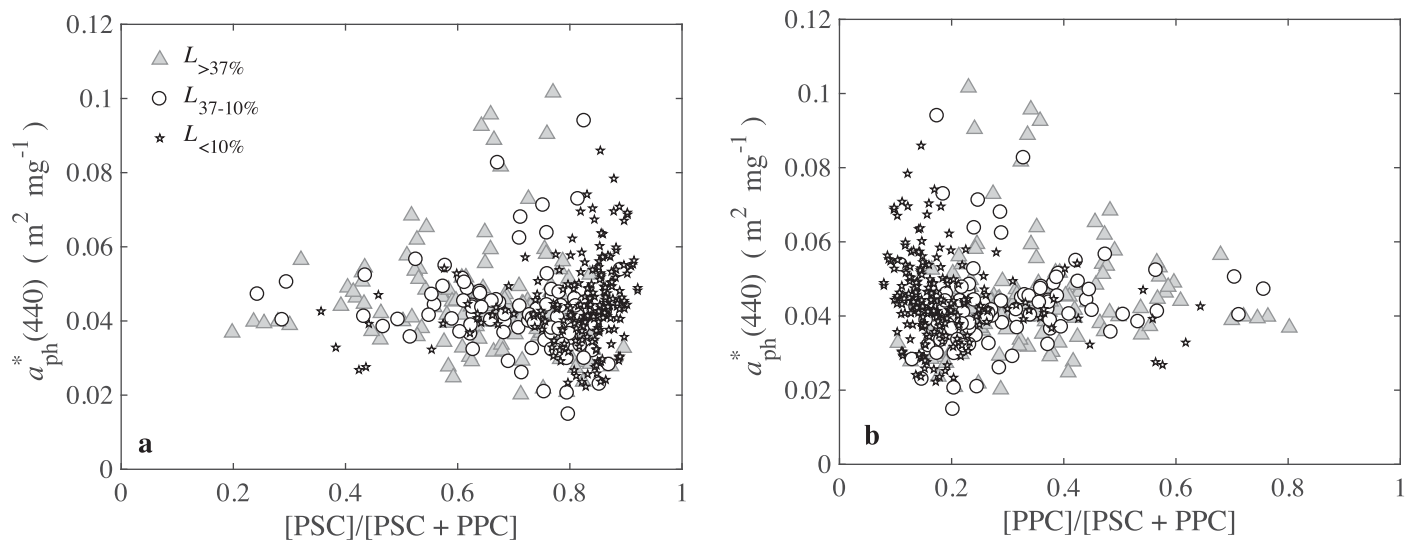 0.12
0.1
0.08
0.06
0.04
0.02
0
a*ph(440) ( m2 mg-1 )
L>37%
L37-10%
L<10%
a
0 0.2 0.4 0.6 0.8 1
[PSC]/[PSC + PPC]
0.12
0.1
0.08
0.06
0.04
0.02
0
a*ph(440) ( m2 mg-1 )
b
0 0.2 0.4 0.6 0.8 1
[PPC]/[PSC + PPC]